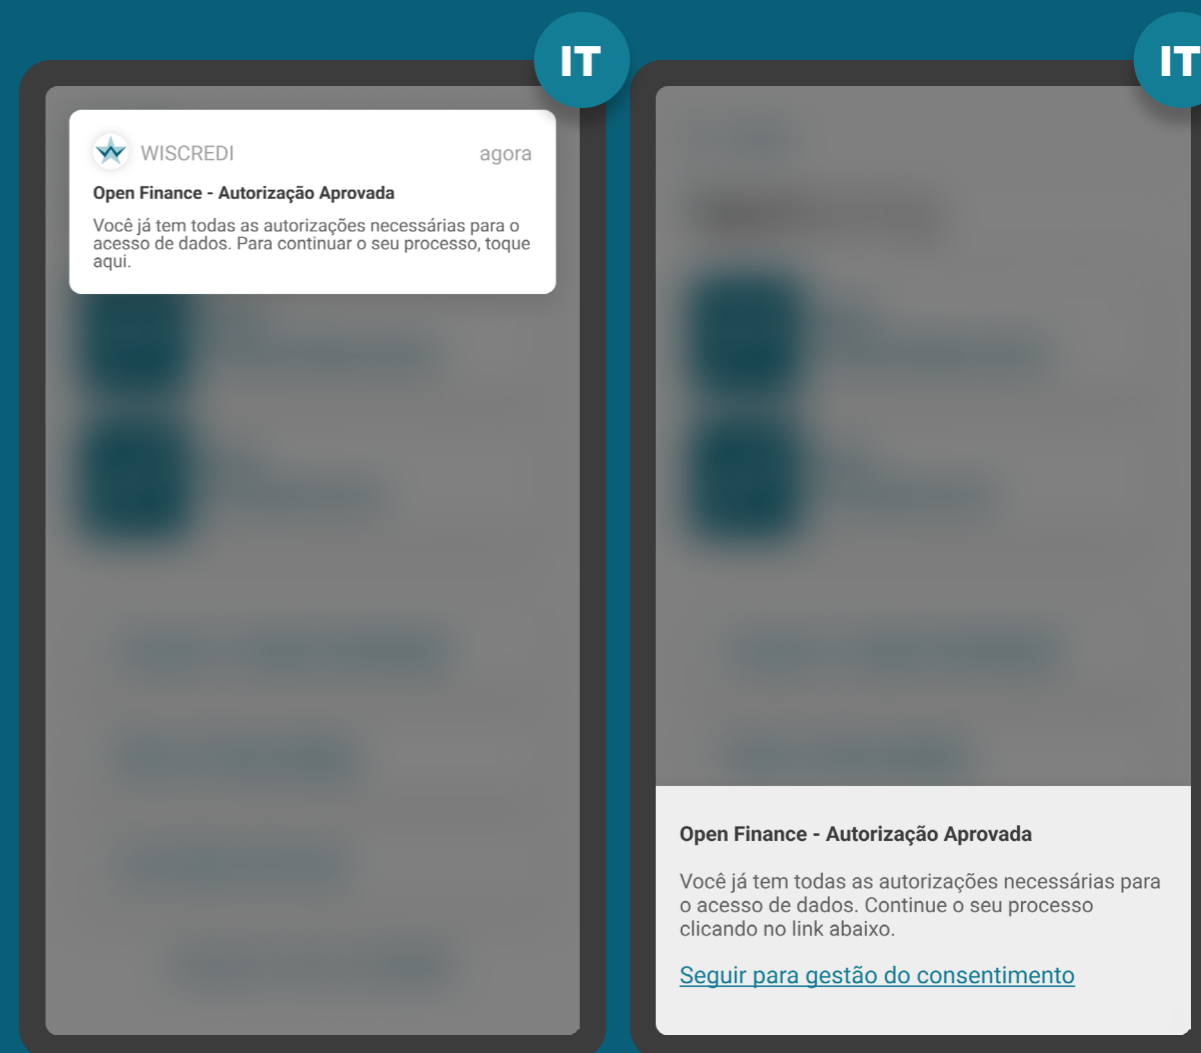 IT
WISCREDI
agora
Open Finance - Autorização Aprovada
Você já tem todas as autorizações necessárias para o
acesso de dados. Para continuar o seu processo, toque
aqui.
IT
Open Finance - Autorização Aprovada
Você já tem todas as autorizações necessárias para
o acesso de dados. Continue o seu processo
clicando no link abaixo.
Seguir para gestão do consentimento